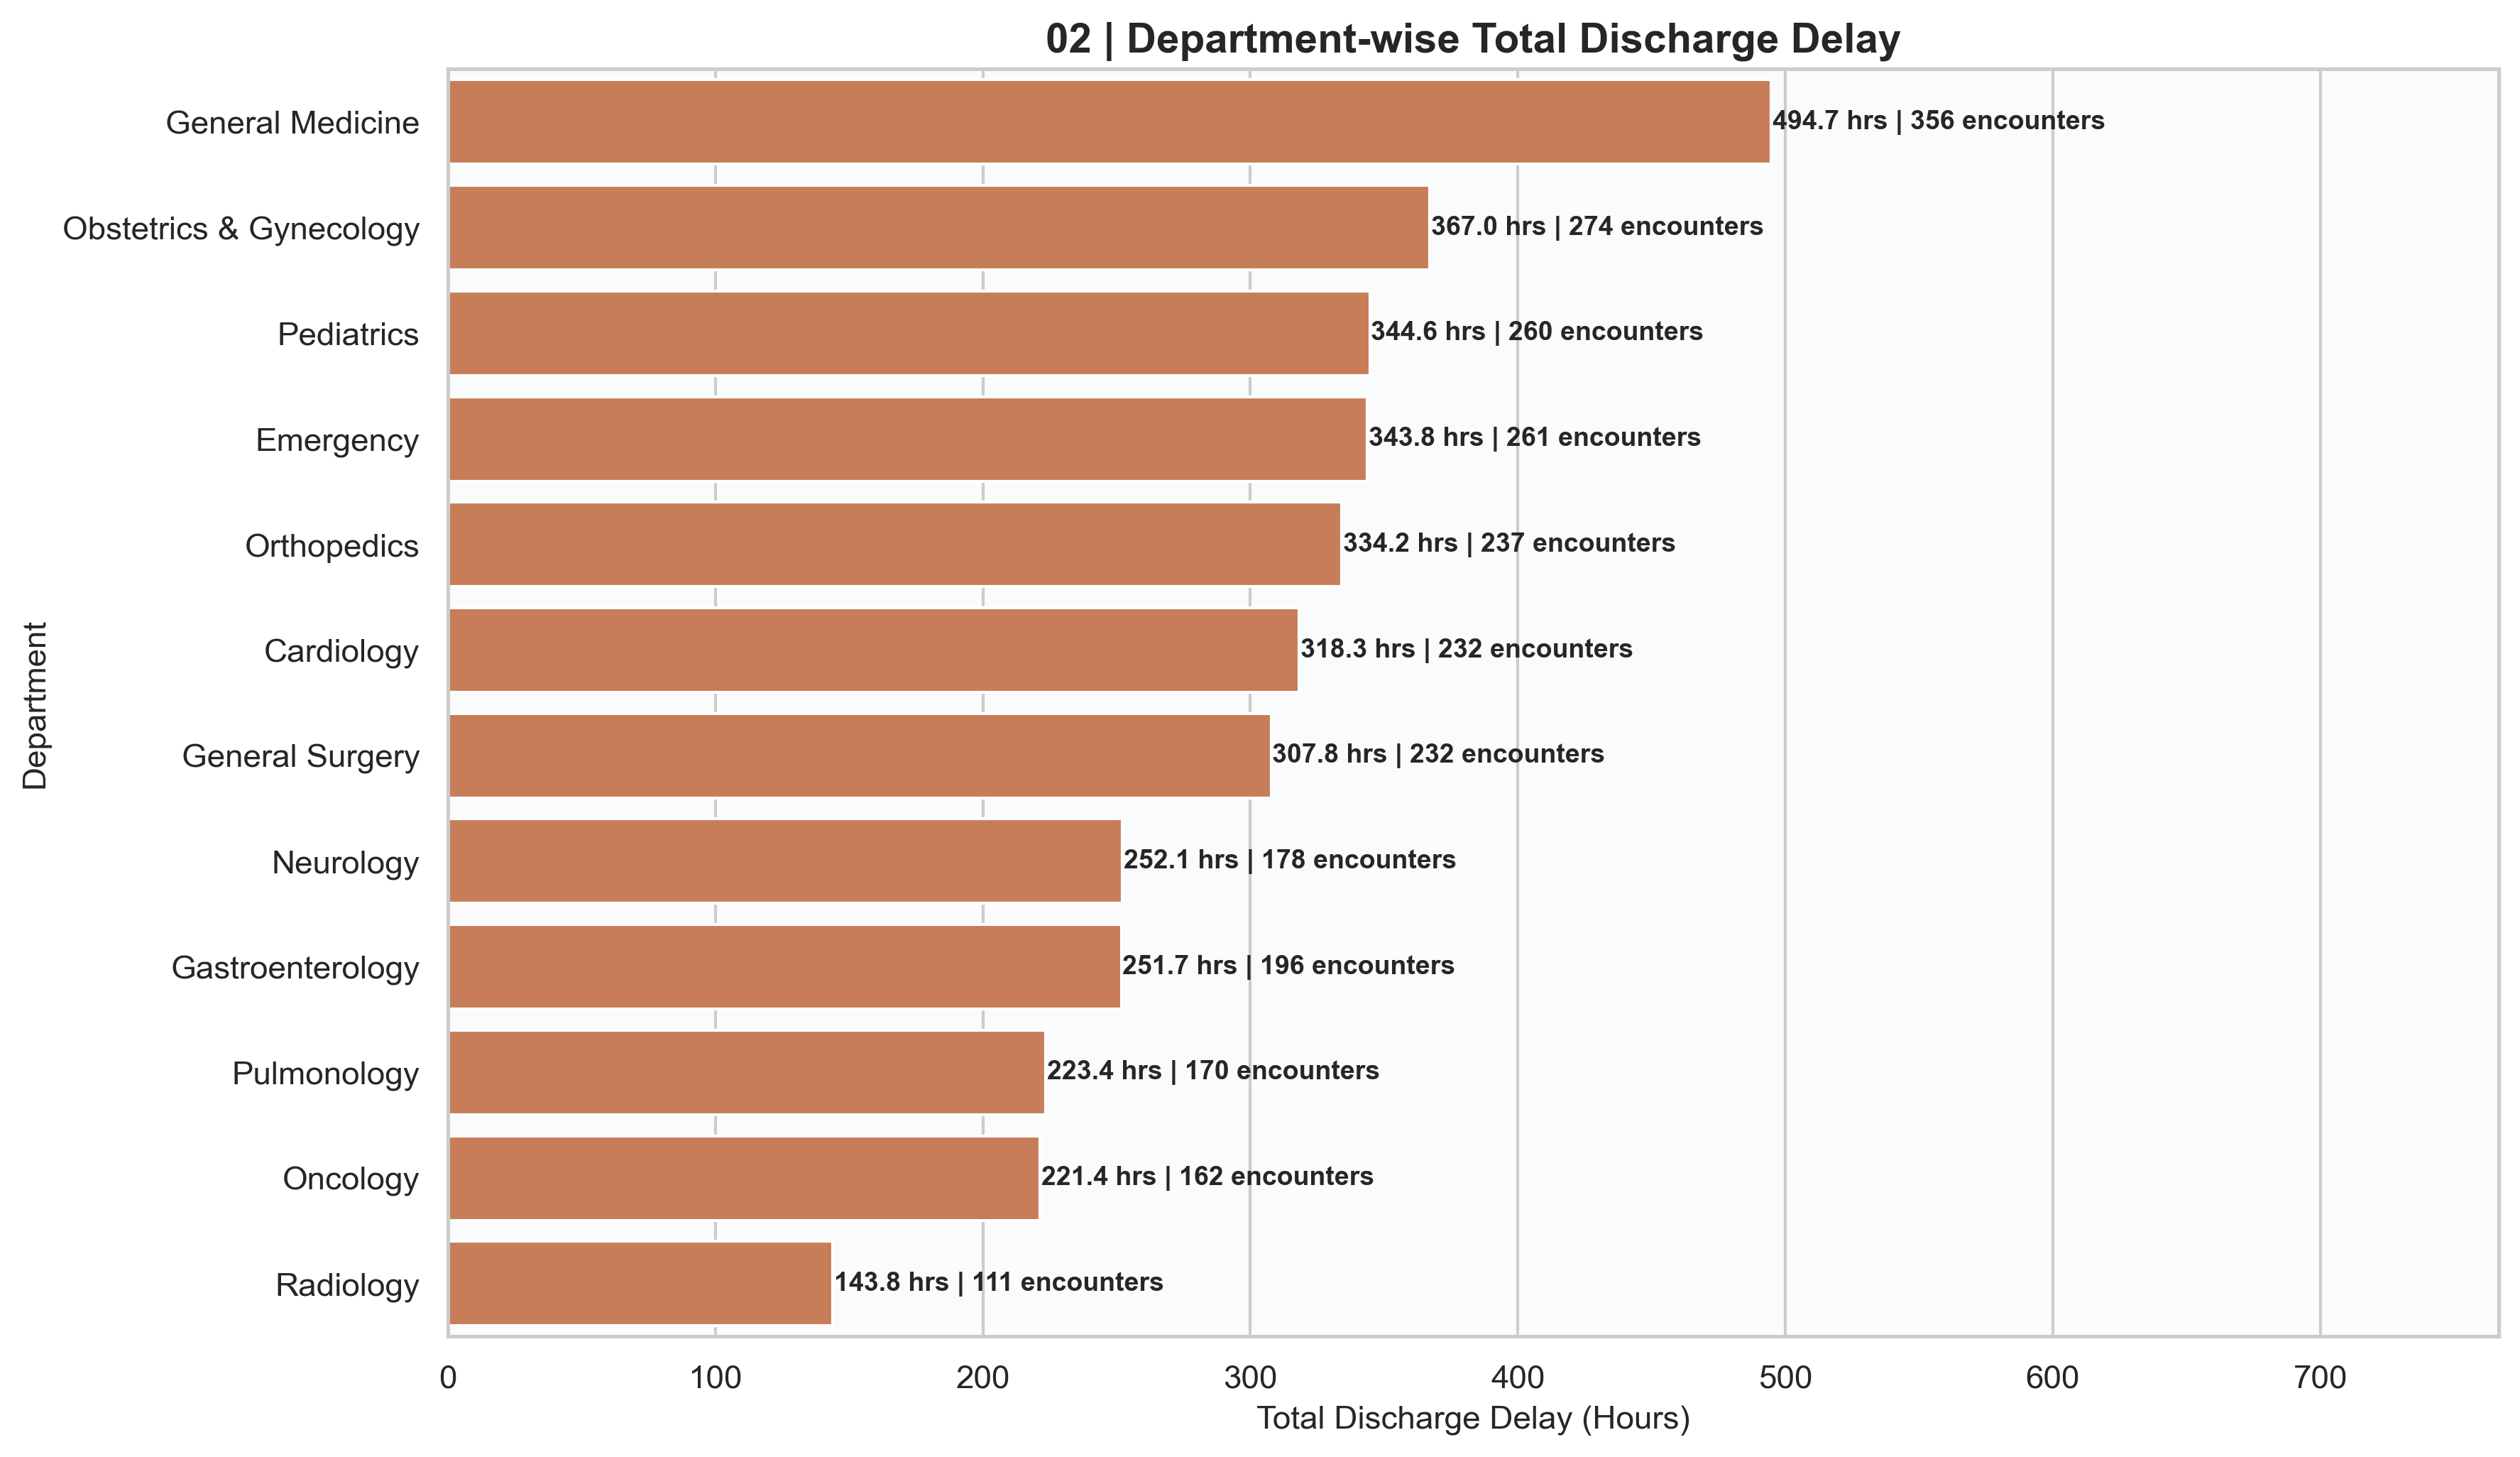 02 | Department-wise Total Discharge Delay
General Medicine
494.7 hrs | 356 encounters
Obstetrics & Gynecology
367.0 hrs | 274 encounters
Pediatrics
344.6 hrs | 260 encounters
Emergency
343.8 hrs | 261 encounters
Orthopedics
334.2 hrs | 237 encounters
Cardiology
318.3 hrs | 232 encounters
General Surgery
307.8 hrs | 232 encounters
Neurology
252.1 hrs | 178 encounters
Gastroenterology
251.7 hrs | 196 encounters
Pulmonology
223.4 hrs | 170 encounters
Oncology
221.4 hrs | 162 encounters
Radiology
143.8 hrs | 111 encounters
Department
0 100 200 300 400 500 600 700
Total Discharge Delay (Hours)